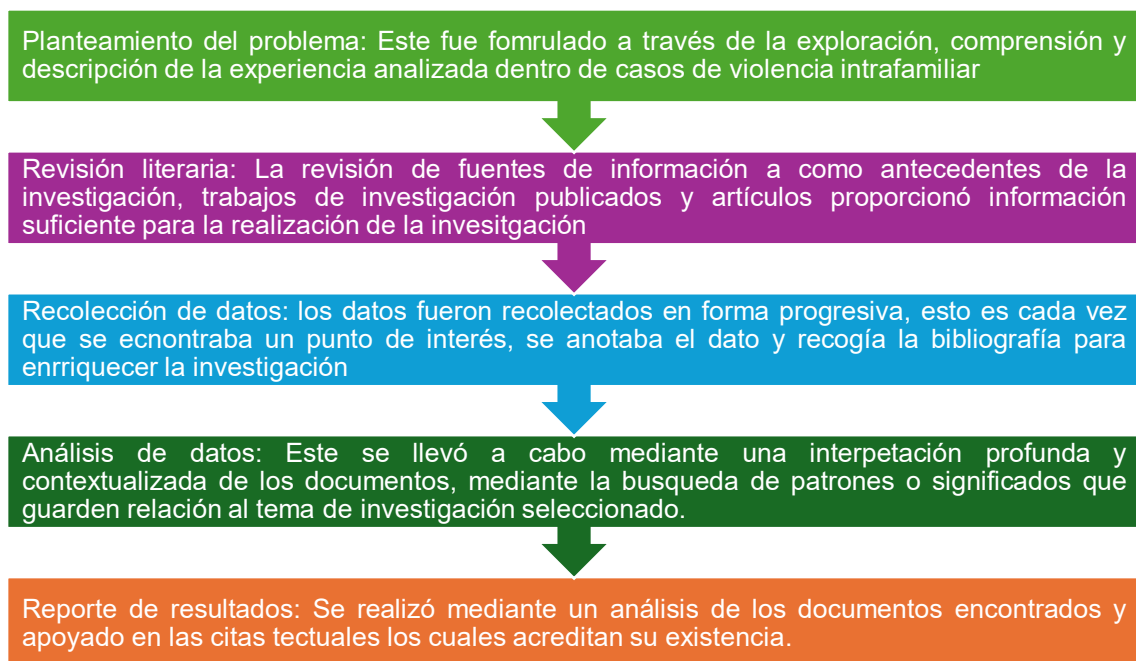 Planteamiento del problema: Este fue fomrulado a través de la exploración, comprensión y
descripción de la experiencia analizada dentro de casos de violencia intrafamiliar
Revisión literaria: La revisión de fuentes de información a como antecedentes de la
investigación, trabajos de investigación publicados y artículos proporcionó información
suficiente para la realización de la invesitgación
Recolección de datos: los datos fueron recolectados en forma progresiva, esto es cada vez
que se ecnontraba un punto de interés, se anotaba el dato y recogía la bibliografía para
enrriquecer la investigación
Análisis de datos: Este se llevó a cabo mediante una interpetación profunda y
contextualizada de los documentos, mediante la busqueda de patrones o significados que
guarden relación al tema de investigación seleccionado.
Reporte de resultados: Se realizó mediante un análisis de los documentos encontrados y
apoyado en las citas tectuales los cuales acreditan su existencia.